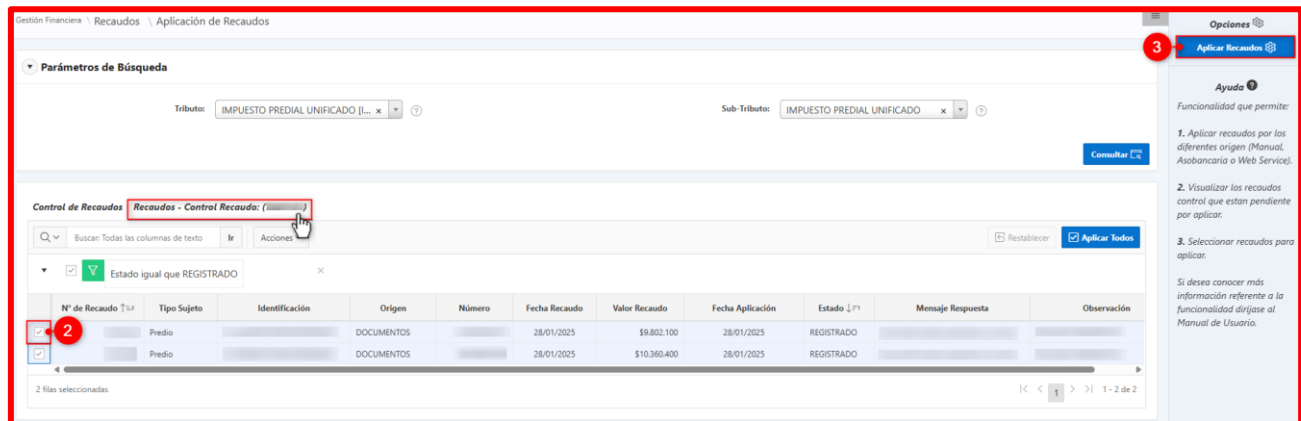 Gestión Financiera \ Recaudos \ Aplicación de Recaudos
Opciones
3
Aplicar Recaudos
Parámetros de Búsqueda
Tributo: IMPUESTO PREDIAL UNIFICADO [I... x
Sub-Tributo: IMPUESTO PREDIAL UNIFICADO x
Consultar
Ayuda
Funcionalidad que permite:
1. Aplicar recaudos por los
diferentes origen (Manual,
Asobancaria o Web Service).
2. Visualizar los recaudos
control que estan pendiente
por aplicar.
3. Seleccionar recaudos para
aplicar.
Si desea conocer más
información referente a la
funcionalidad diríjase al
Manual de Usuario.
Control de Recaudos Recaudos - Control Recaudo: ( )
Buscar: Todas las columnas de texto Ir Acciones Restablecer Aplicar Todos
Estado igual que REGISTRADO
N° de Recaudo Tipo Sujeto Identificación Origen Número Fecha Recaudo Valor Recaudo Fecha Aplicación Estado Mensaje Respuesta Observación
2 Predio DOCUMENTOS 28/01/2025 $9.802.100 28/01/2025 REGISTRADO
Predio DOCUMENTOS 28/01/2025 $10.360.400 28/01/2025 REGISTRADO
2 filas seleccionadas
1 1 - 2 de 2